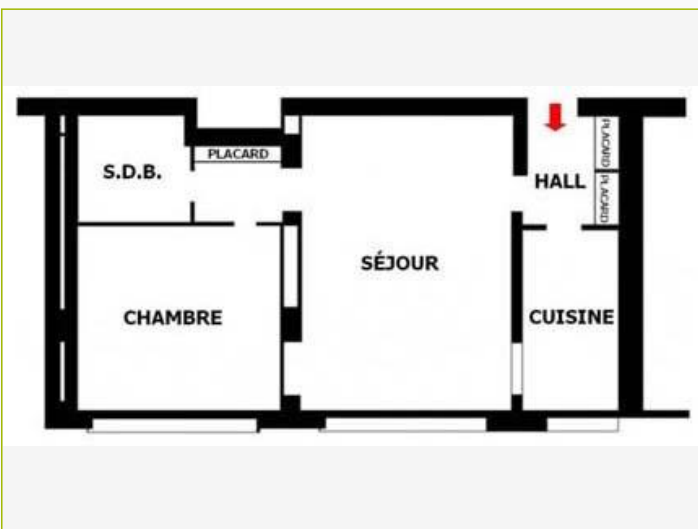 PLACARD
S.D.B.
PLACARD
PLACARD
HALL
SÉJOUR
CHAMBRE
CUISINE